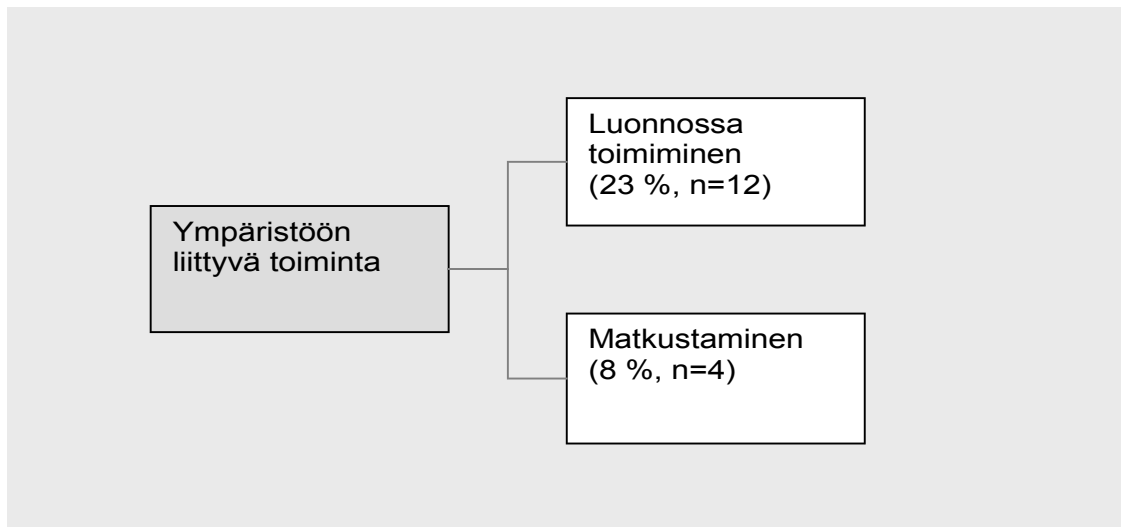 Ympäristöön
liittyvä toiminta
Luonnossa
toimiminen
(23 %, n=12)
Matkustaminen
(8 %, n=4)